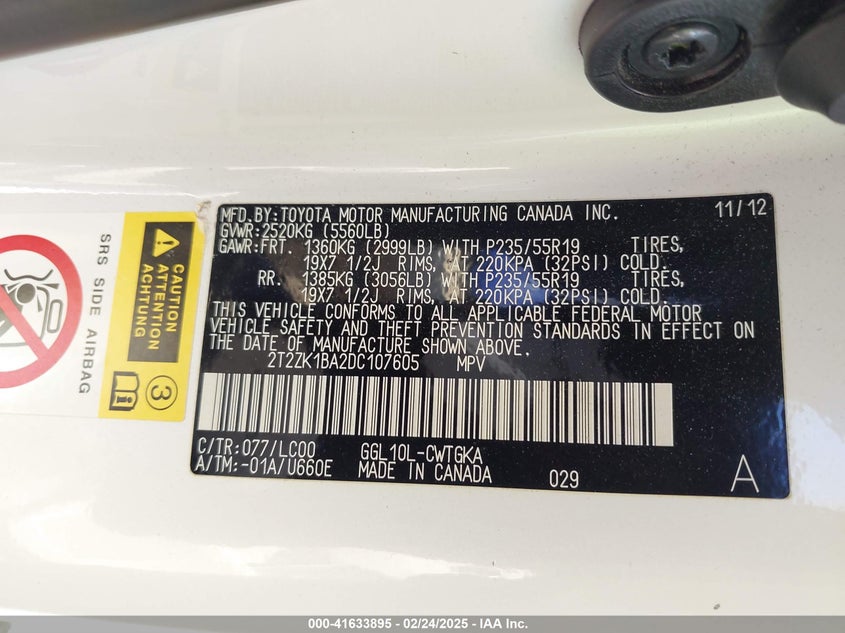 MFD. BY: TOYOTA MOTOR MANUFACTURING CANADA INC. 11/12
GVWR: 2520KG (5560LB)
GAWR: FRT. 1360KG (2999LB) WITH P235/55R19 TIRES,
19X7 1/2J RIMS, AT 220KPA (32PSI) COLD.
RR. 1385KG (3056LB) WITH P235/55R19 TIRES,
19X7 1/2J RIMS, AT 220KPA (32PSI) COLD.
THIS VEHICLE CONFORMS TO ALL APPLICABLE FEDERAL MOTOR
VEHICLE SAFETY AND THEFT PREVENTION STANDARDS IN EFFECT ON
THE DATE OF MANUFACTURE SHOWN ABOVE.
2T2ZK1BA2DC107605 MPV
C/TR: 077/LC00 GGL10L-CWTGKA
A/TM: -01A/U660E MADE IN CANADA 029 A
CAUTION
ACHTUNG
ATTENTION
3
i
SRS SIDE AIRBAG
000-41633895 - 02/24/2025 - IAA Inc.